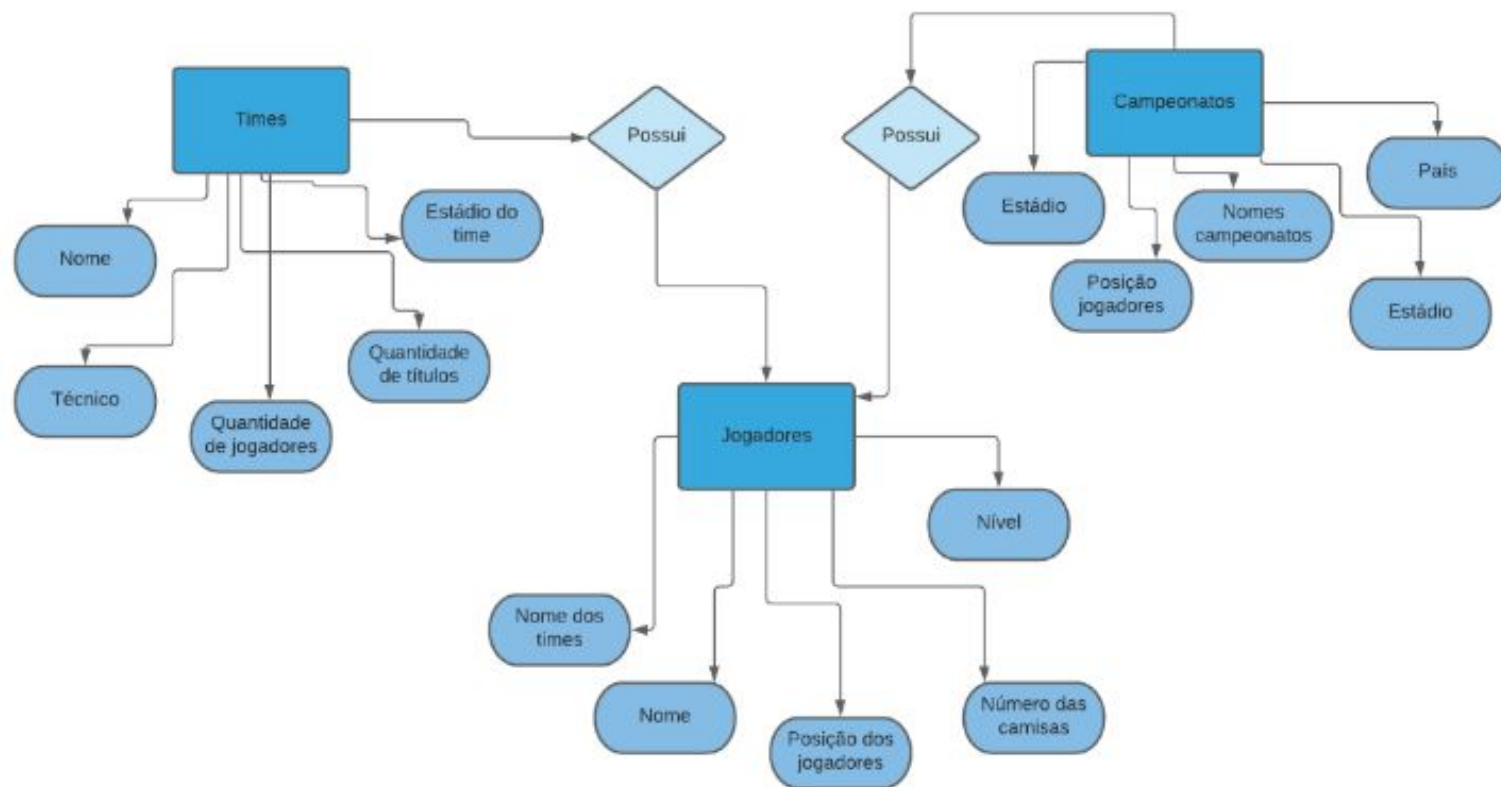 Times
Possui
Possui
Campeonatos
País
Estádio
Nomes
campeonatos
Estádio do
time
Nome
Posição
jogadores
Estádio
Quantidade
de títulos
Técnico
Quantidade
de jogadores
Jogadores
Nível
Nome dos
times
Nome
Posição dos
jogadores
Número das
camisas